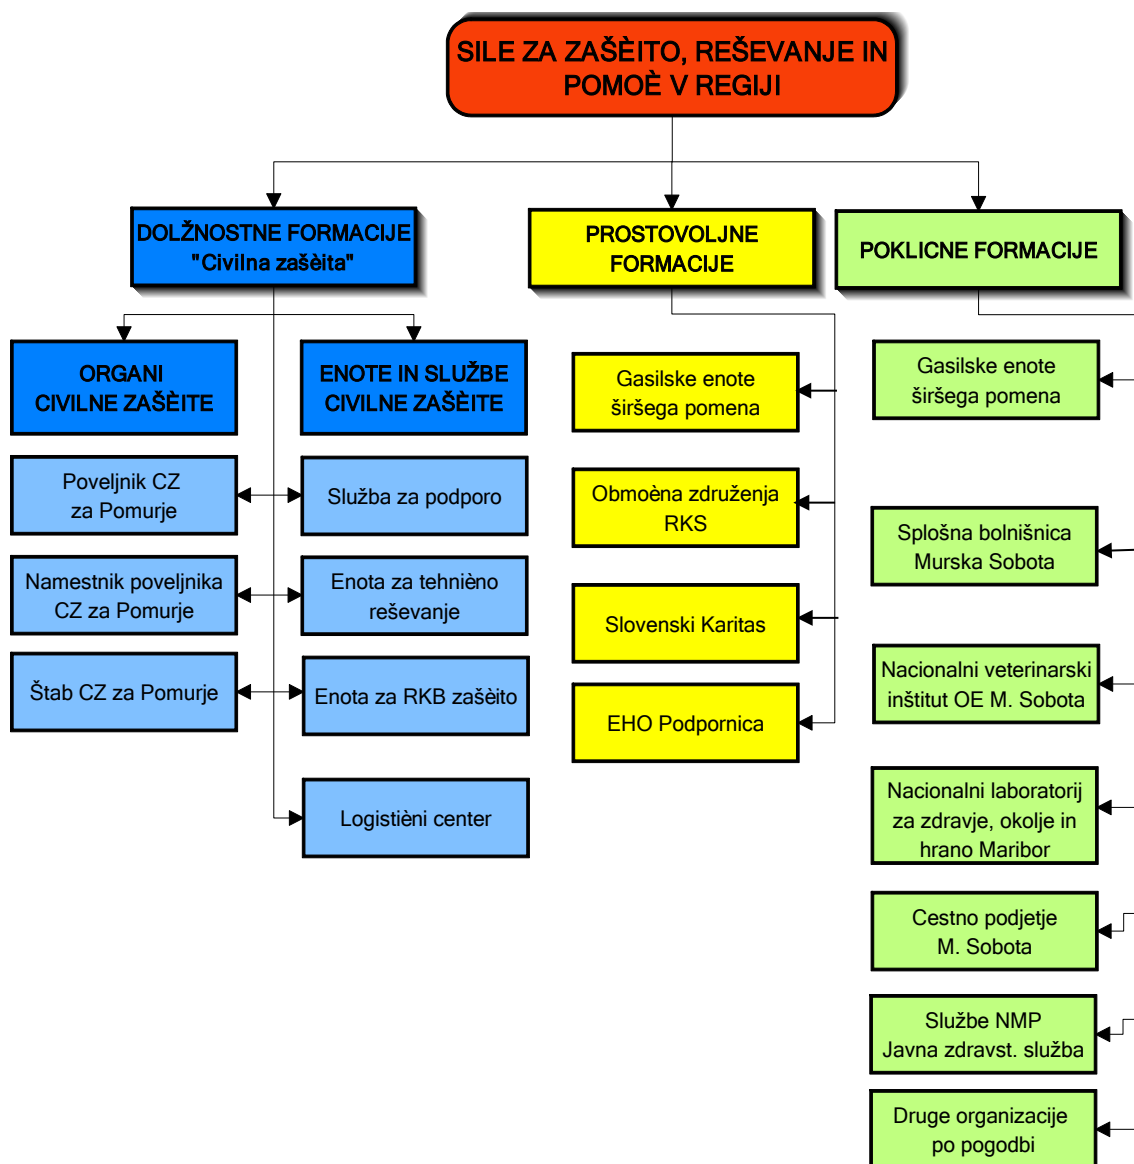 SILE ZA ZAŠÈITO, REŠEVANJE IN
POMOÈ V REGIJI
DOLŽNOSTNE FORMACIJE
"Civilna zašèita"
PROSTOVOLJNE
FORMACIJE
POKLICNE FORMACIJE
ORGANI
CIVILNE ZAŠÈITE
ENOTE IN SLUŽBE
CIVILNE ZAŠÈITE
Poveljnik CZ
za Pomurje
Namestnik poveljnika
CZ za Pomurje
Štab CZ za Pomurje
Služba za podporo
Enota za tehnièno
reševanje
Enota za RKB zašèito
Logistièni center
Gasilske enote
širšega pomena
Obmoèna združenja
RKS
Slovenski Karitas
EHO Podpornica
Gasilske enote
širšega pomena
Splošna bolnišnica
Murska Sobota
Nacionalni veterinarski
inštitut OE M. Sobota
Nacionalni laboratorij
za zdravje, okolje in
hrano Maribor
Cestno podjetje
M. Sobota
Službe NMP
Javna zdravst. služba
Druge organizacije
po pogodbi